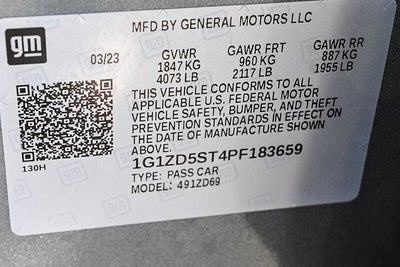 MFD BY GENERAL MOTORS LLC
gm
03/23 GVWR GAWR FRT GAWR RR
1847 KG 960 KG 887 KG
4073 LB 2117 LB 1955 LB
THIS VEHICLE CONFORMS TO ALL
APPLICABLE U.S. FEDERAL MOTOR
VEHICLE SAFETY, BUMPER, AND THEFT
PREVENTION STANDARDS IN EFFECT ON
THE DATE OF MANUFACTURE SHOWN
ABOVE.
130H
1G1ZD5ST4PF183659
TYPE: PASS CAR
MODEL: 491ZD69